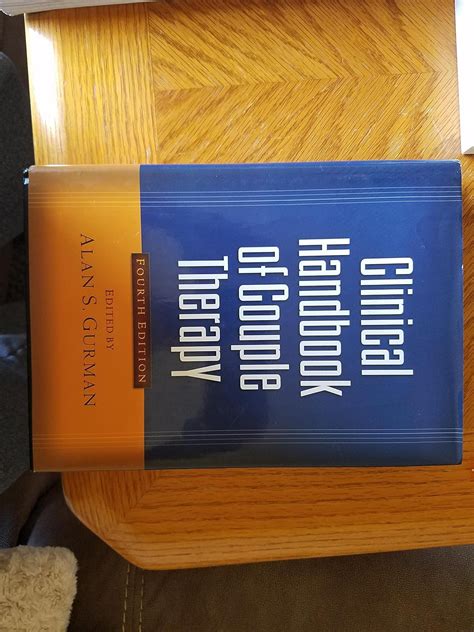 Clinical
Handbook
of Couple
Therapy
FOURTH EDITION
EDITED BY
ALAN S. GURMAN